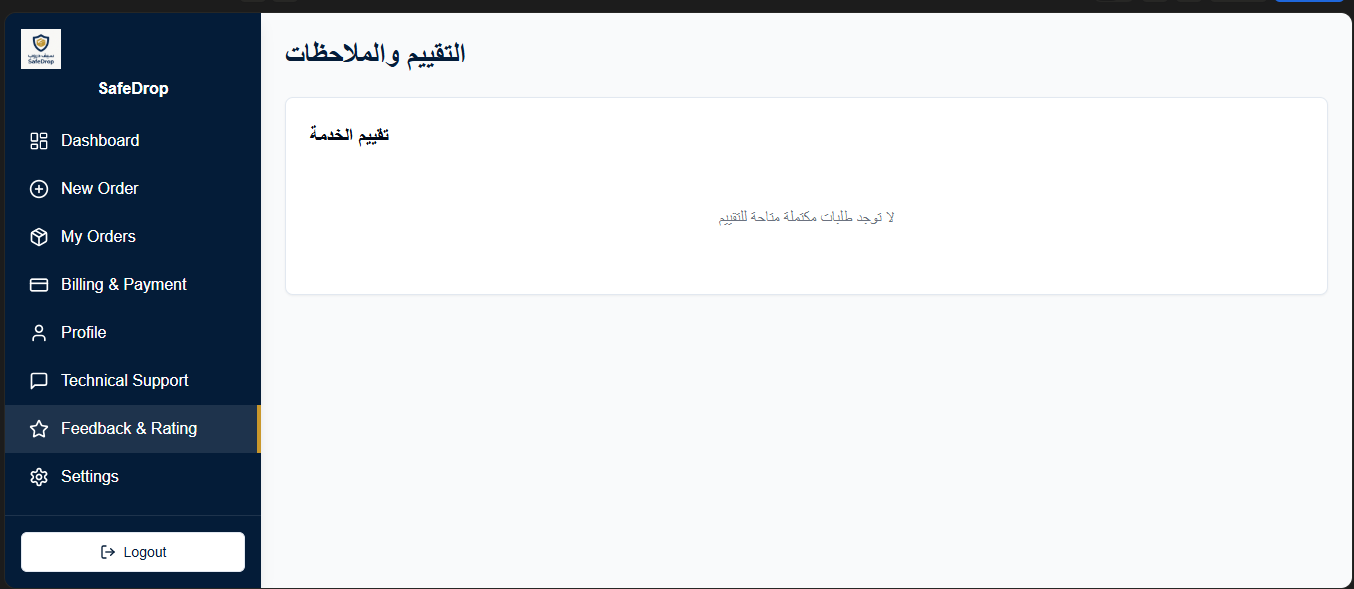 سيف دروب
SafeDrop
SafeDrop
Dashboard
New Order
My Orders
Billing & Payment
Profile
Technical Support
Feedback & Rating
Settings
Logout
التقييم والملاحظات
تقييم الخدمة
لا توجد طلبات مكتملة متاحة للتقييم